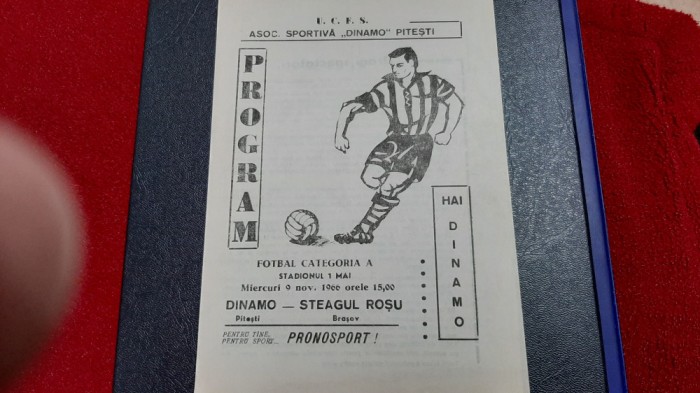 U. C. F. S.
ASOC. SPORTIVĂ „DINAMO" PITEȘTI
PROGRAM
HAI DINAMO
FOTBAL CATEGORIA A
STADIONUL 1 MAI
Miercuri 9 nov. 1966 orele 15,00
DINAMO — STEAGUL ROȘU
Pitești Brașov
PENTRU TINE,
PENTRU SPORT... PRONOSPORT !